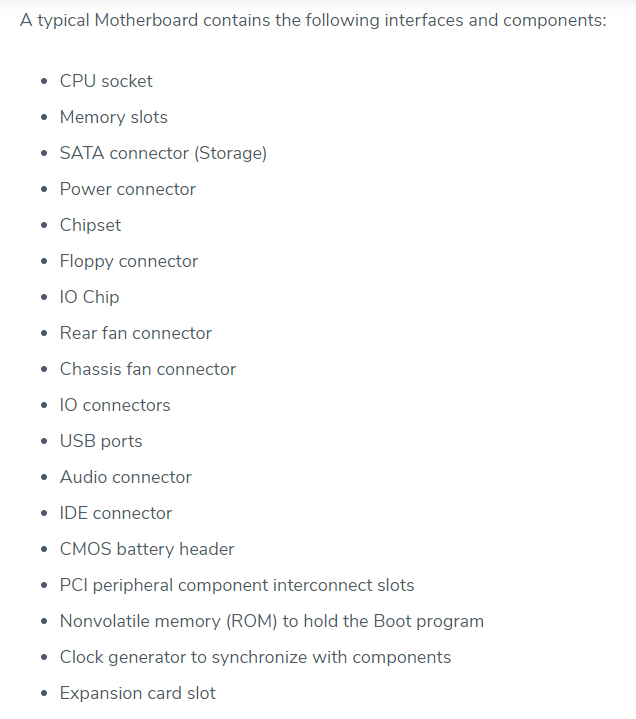 A typical Motherboard contains the following interfaces and components:
• CPU socket
• Memory slots
• SATA connector (Storage)
• Power connector
• Chipset
• Floppy connector
• IO Chip
• Rear fan connector
• Chassis fan connector
• IO connectors
• USB ports
• Audio connector
• IDE connector
• CMOS battery header
• PCI peripheral component interconnect slots
• Nonvolatile memory (ROM) to hold the Boot program
• Clock generator to synchronize with components
• Expansion card slot